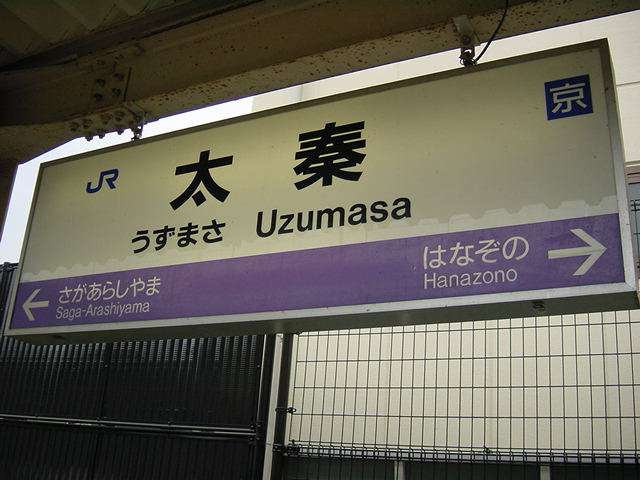 JR
京
太秦
うずまさ Uzumasa
さがあらしやま
Saga-Arashiyama
はなぞの
Hanazono